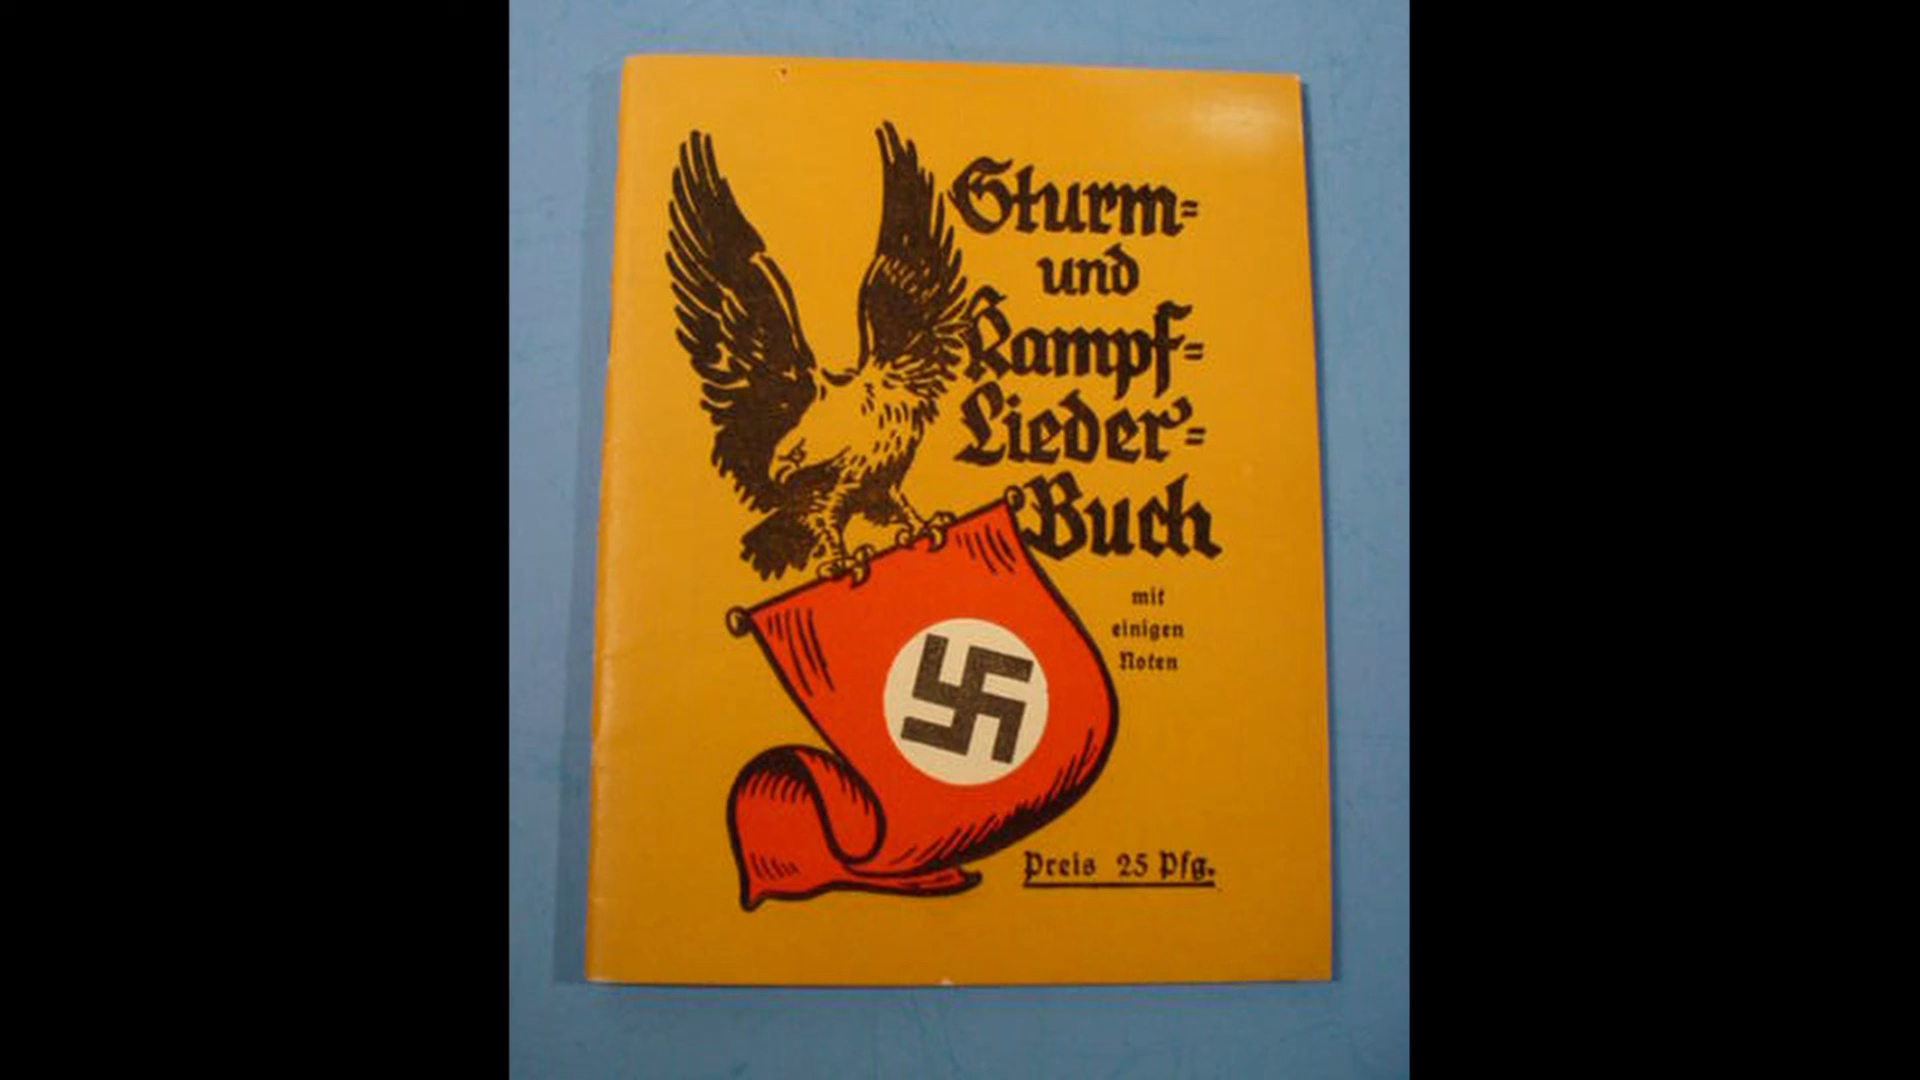 Sturm=
und
Kampf=
Lieder=
Buch
mit
einigen
Noten
Preis 25 Pfg.